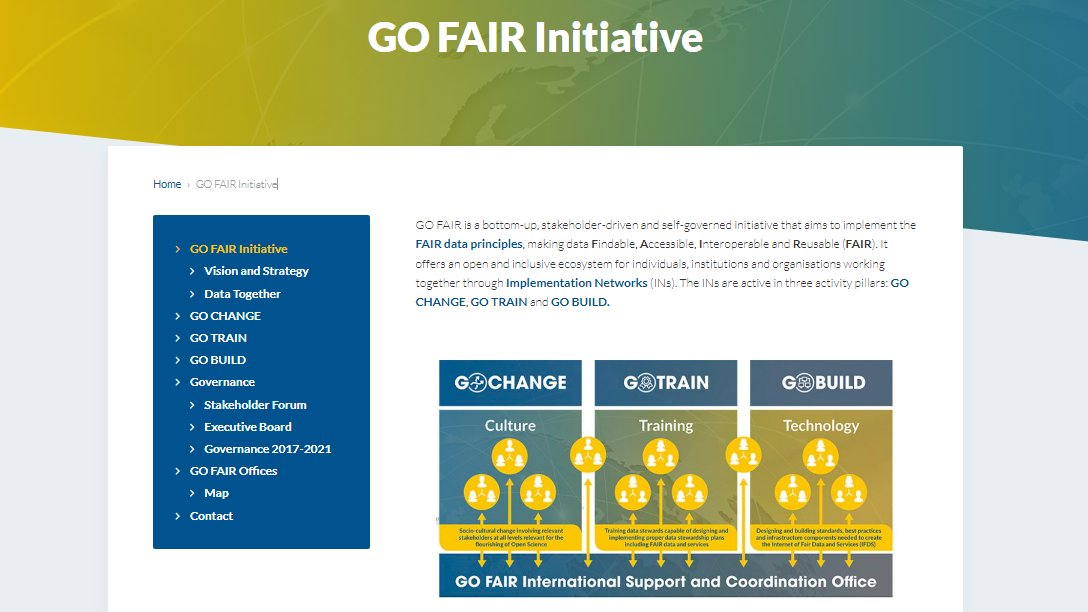 GO FAIR Initiative
Home › GO FAIR Initiative
GO FAIR Initiative
Vision and Strategy
Data Together
GO CHANGE
GO TRAIN
GO BUILD
Governance
Stakeholder Forum
Executive Board
Governance 2017-2021
GO FAIR Offices
Map
Contact
GO FAIR is a bottom-up, stakeholder-driven and self-governed initiative that aims to implement the
FAIR data principles, making data Findable, Accessible, Interoperable and Reusable (FAIR). It
offers an open and inclusive ecosystem for individuals, institutions and organisations working
together through Implementation Networks (INs). The INs are active in three activity pillars: GO
CHANGE, GO TRAIN and GO BUILD.
GO CHANGE
GO TRAIN
GO BUILD
Culture
Training
Technology
Socio-cultural change involving relevant
stakeholders at all levels relevant for the
flourishing of Open Science
Training data stewards capable of designing and
implementing proper data stewardship plans
including FAIR data and services
Designing and building standards, best practices
and infrastructure components needed to create
the Internet of Fair Data and Services (IFDS)
GO FAIR International Support and Coordination Office